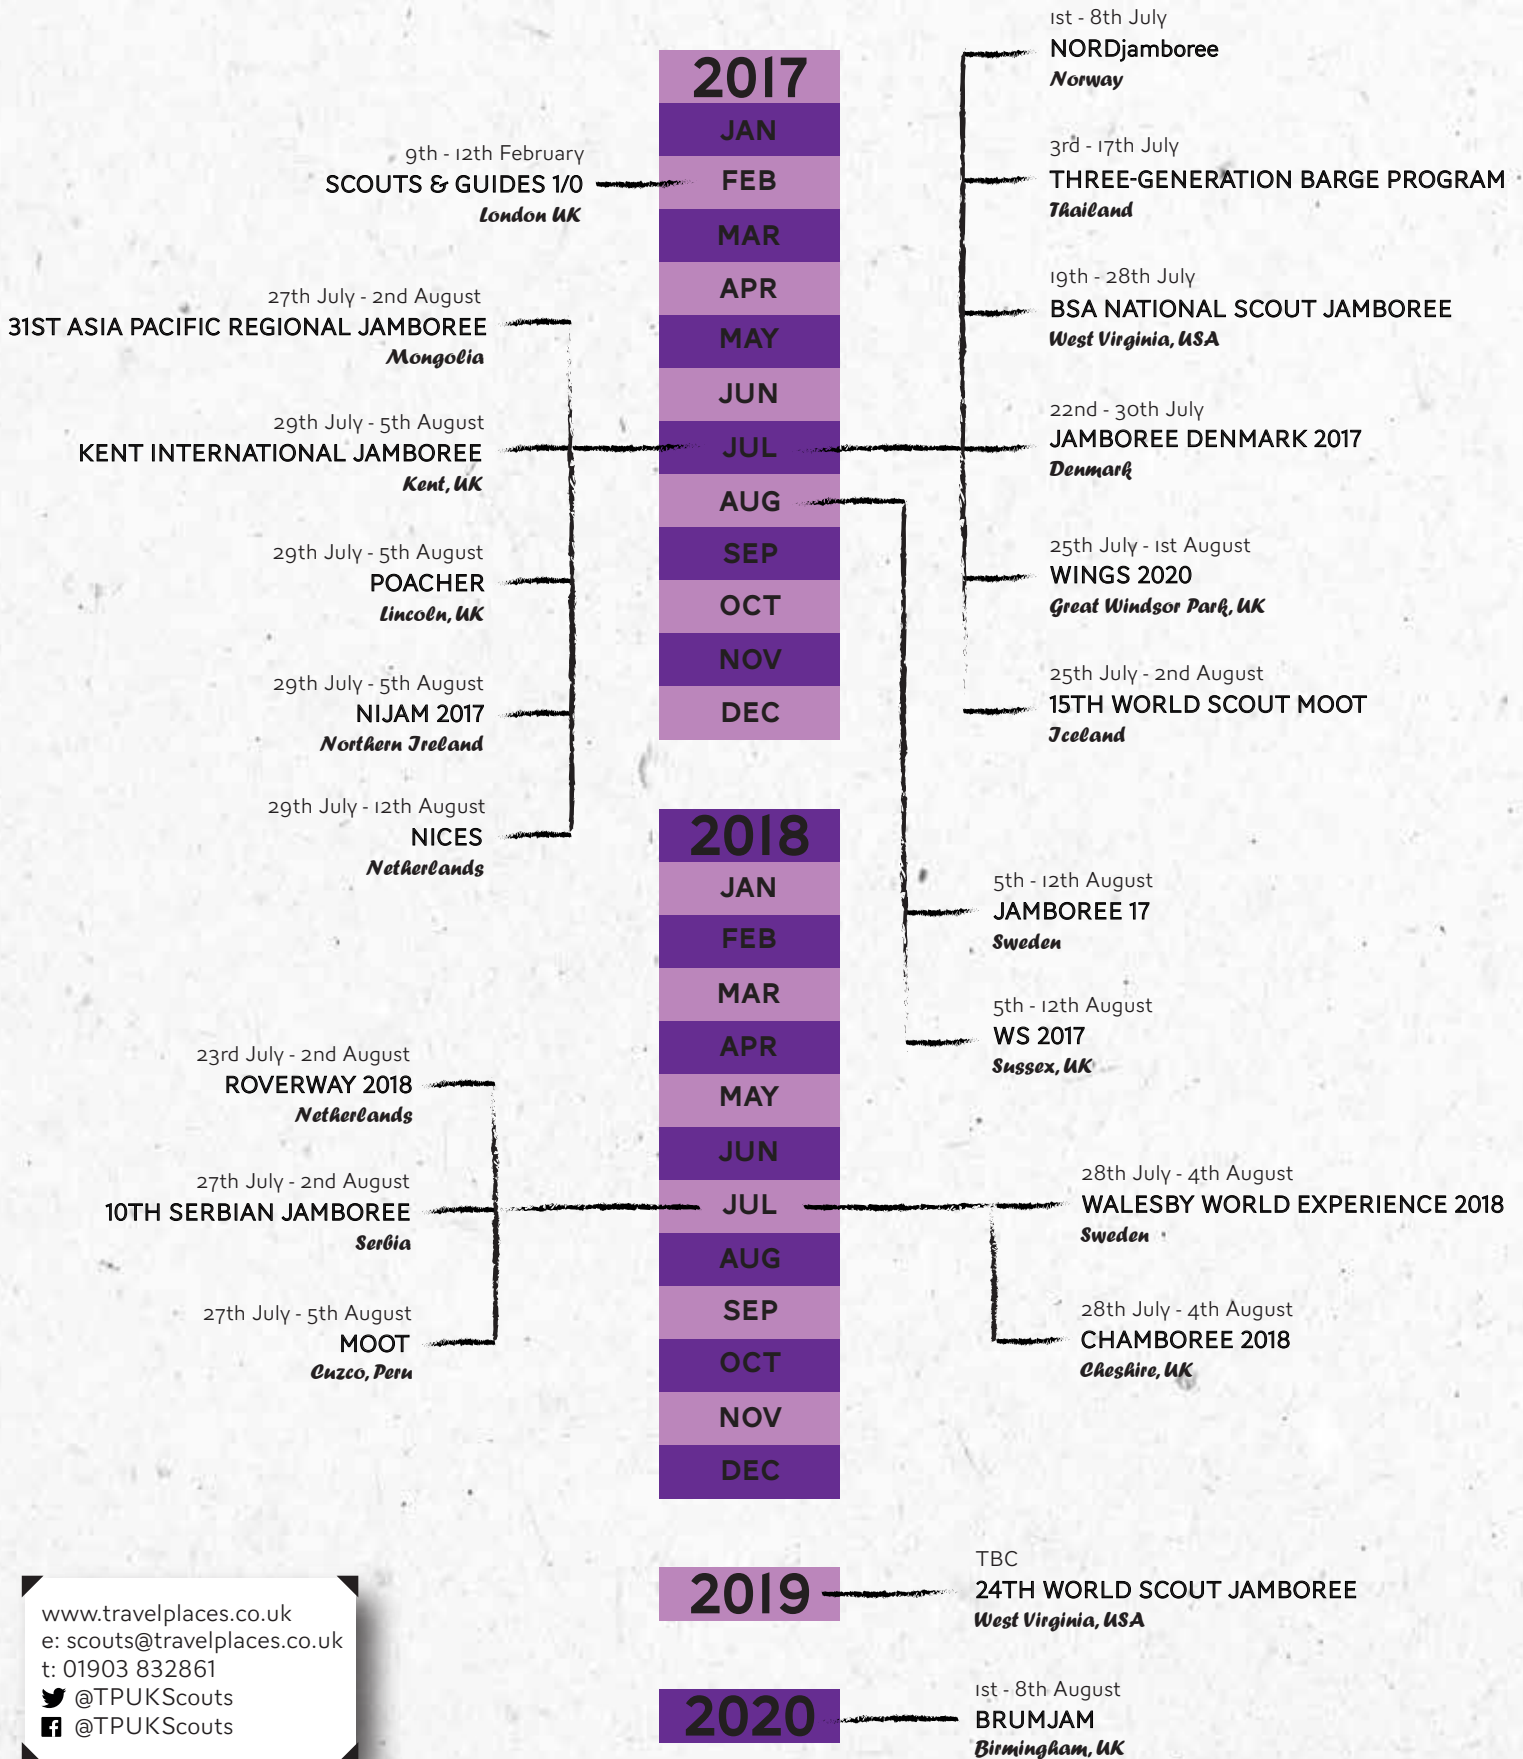 2017
JAN
FEB
MAR
APR
MAY
JUN
JUL
AUG
SEP
OCT
NOV
DEC
9th - 12th February
SCOUTS & GUIDES 1/0
London UK
27th July - 2nd August
31ST ASIA PACIFIC REGIONAL JAMBOREE
Mongolia
29th July - 5th August
KENT INTERNATIONAL JAMBOREE
Kent, UK
29th July - 5th August
POACHER
Lincoln, UK
29th July - 5th August
NIJAM 2017
Northern Ireland
29th July - 12th August
NICES
Netherlands
1st - 8th July
NORDjamboree
Norway
3rd - 17th July
THREE-GENERATION BARGE PROGRAM
Thailand
19th - 28th July
BSA NATIONAL SCOUT JAMBOREE
West Virginia, USA
22nd - 30th July
JAMBOREE DENMARK 2017
Denmark
25th July - 1st August
WINGS 2020
Great Windsor Park, UK
25th July - 2nd August
15TH WORLD SCOUT MOOT
Iceland
5th - 12th August
JAMBOREE 17
Sweden
5th - 12th August
WS 2017
Sussex, UK
2018
JAN
FEB
MAR
APR
MAY
JUN
JUL
AUG
SEP
OCT
NOV
DEC
23rd July - 2nd August
ROVERWAY 2018
Netherlands
27th July - 2nd August
10TH SERBIAN JAMBOREE
Serbia
27th July - 5th August
MOOT
Cuzco, Peru
28th July - 4th August
WALESBY WORLD EXPERIENCE 2018
Sweden
28th July - 4th August
CHAMBOREE 2018
Cheshire, UK
2019
TBC
24TH WORLD SCOUT JAMBOREE
West Virginia, USA
2020
1st - 8th August
BRUMJAM
Birmingham, UK
www.travelplaces.co.uk
e: scouts@travelplaces.co.uk
t: 01903 832861
@TPUKScouts
@TPUKScouts